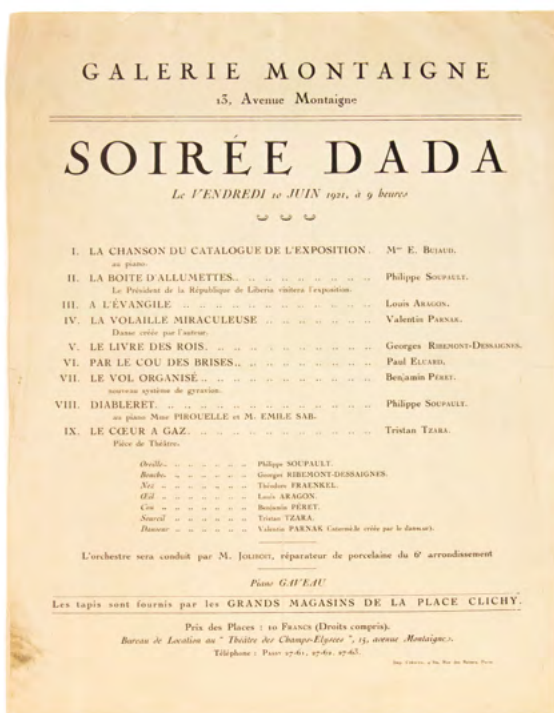 GALERIE MONTAIGNE
13, Avenue Montaigne
SOIRÉE DADA
Le VENDREDI 10 JUIN 1921, à 9 heures
I. LA CHANSON DU CATALOGUE DE L'EXPOSITION . Mme E. BUJAUD.
au piano.
II. LA BOITE D'ALLUMETTES.. .. .. .. .. .. .. .. Philippe SOUPAULT.
Le Président de la République de Liberia visitera l'exposition.
III. A L'ÉVANGILE .. .. .. .. .. .. .. .. .. .. Louis ARAGON.
IV. LA VOLAILLE MIRACULEUSE .. .. .. .. .. .. Valentin PARNAK.
Danse créée par l'auteur.
V. LE LIVRE DES ROIS. .. .. .. .. .. .. .. .. Georges RIBEMONT-DESSAIGNES.
VI. PAR LE COU DES BRISES.. .. .. .. .. .. .. .. Paul ELUARD.
VII. LE VOL ORGANISÉ .. .. .. .. .. .. .. .. .. Benjamin PÉRET.
nouveau système de gyration.
VIII. DIABLERET. .. .. .. .. .. .. .. .. .. .. .. Philippe SOUPAULT.
au piano Mme PIROUELLE et M. EMILE SAB.
IX. LE CŒUR A GAZ. .. .. .. .. .. .. .. .. .. Tristan TZARA.
Pièce de Théâtre.
Oreille. .. .. .. .. .. .. Philippe SOUPAULT.
Bouche. .. .. .. .. .. .. Georges RIBEMONT-DESSAIGNES.
Nez .. .. .. .. .. .. .. Théodore FRAENKEL.
Œil .. .. .. .. .. .. .. Louis ARAGON.
Cou .. .. .. .. .. .. .. Benjamin PÉRET.
Sourcil .. .. .. .. .. .. Tristan TZARA.
Danseur .. .. .. .. .. .. Valentin PARNAK créée par le danseur).
L'orchestre sera conduit par M. JOLIBOIT, réparateur de porcelaine du 6e arrondissement
Piano GAVEAU
Les tapis sont fournis par les GRANDS MAGASINS DE LA PLACE CLICHY.
Prix des Places : 10 FRANCS (Droits compris).
Bureau de Location au " Théâtre des Champs-Elysees ", 15, avenue Montaigne.
Téléphone : PASSY 27-61, 27-62, 27-63.